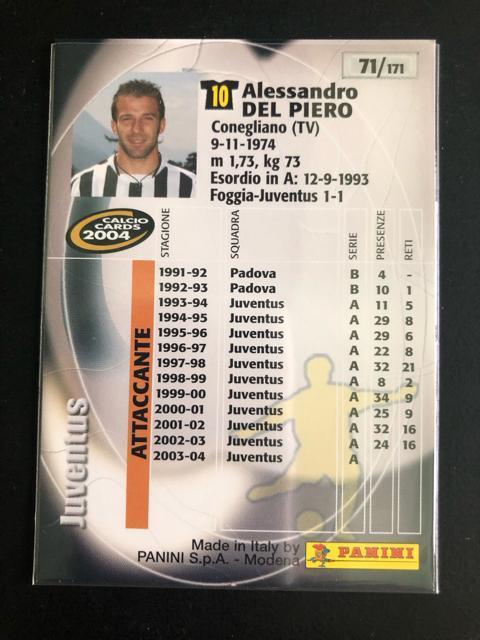 71/171
10 Alessandro
DEL PIERO
Conegliano (TV)
9-11-1974
m 1,73, kg 73
Esordio in A: 12-9-1993
Foggia-Juventus 1-1
CALCIO
CARDS
2004
STAGIONE SQUADRA SERIE PRESENZE RETI
1991-92 Padova B 4 -
1992-93 Padova B 10 1
1993-94 Juventus A 11 5
1994-95 Juventus A 29 8
1995-96 Juventus A 29 6
1996-97 Juventus A 22 8
1997-98 Juventus A 32 21
1998-99 Juventus A 8 2
1999-00 Juventus A 34 9
2000-01 Juventus A 25 9
2001-02 Juventus A 32 16
2002-03 Juventus A 24 16
2003-04 Juventus A
ATTACCANTE
Juventus
Made in Italy by
PANINI S.p.A. - Modena
PANINI